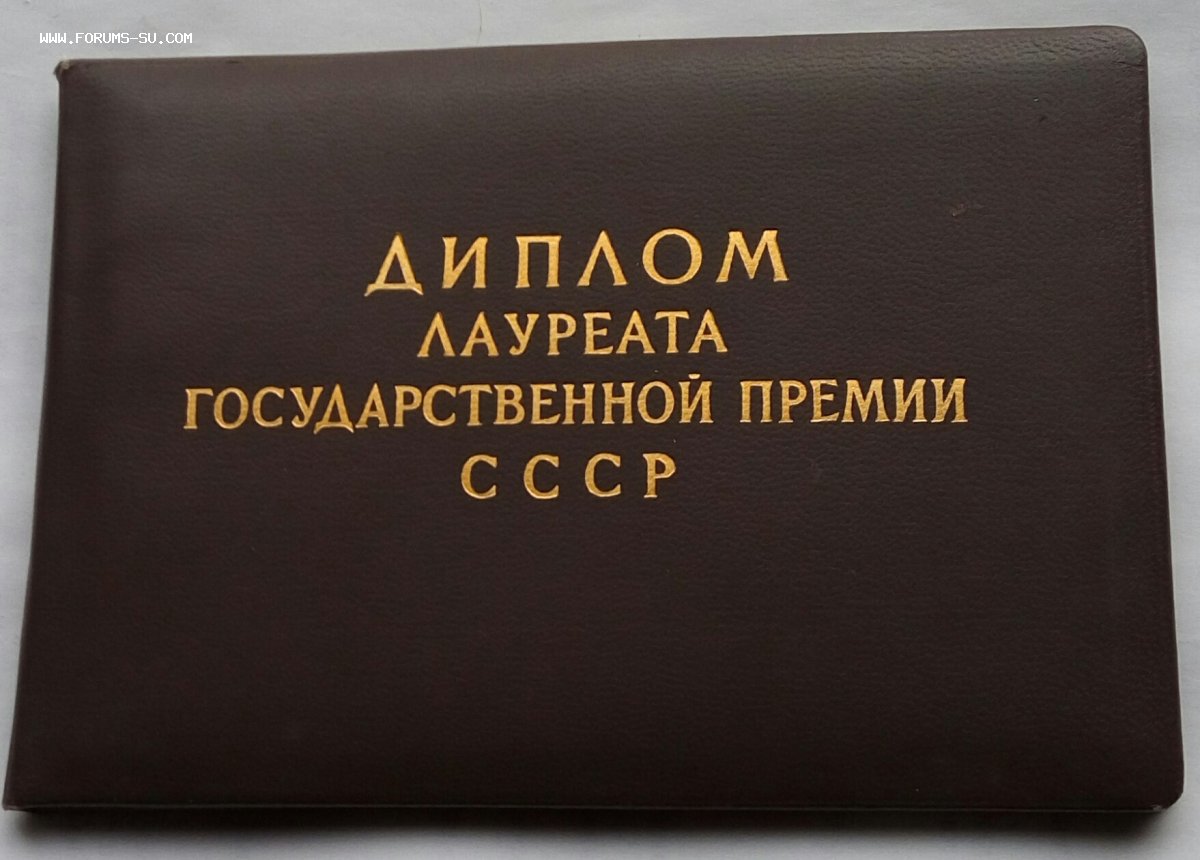 WWW.FORUMS-SU.COM
ДИПЛОМ
ЛАУРЕАТА
ГОСУДАРСТВЕННОЙ ПРЕМИИ
СССР